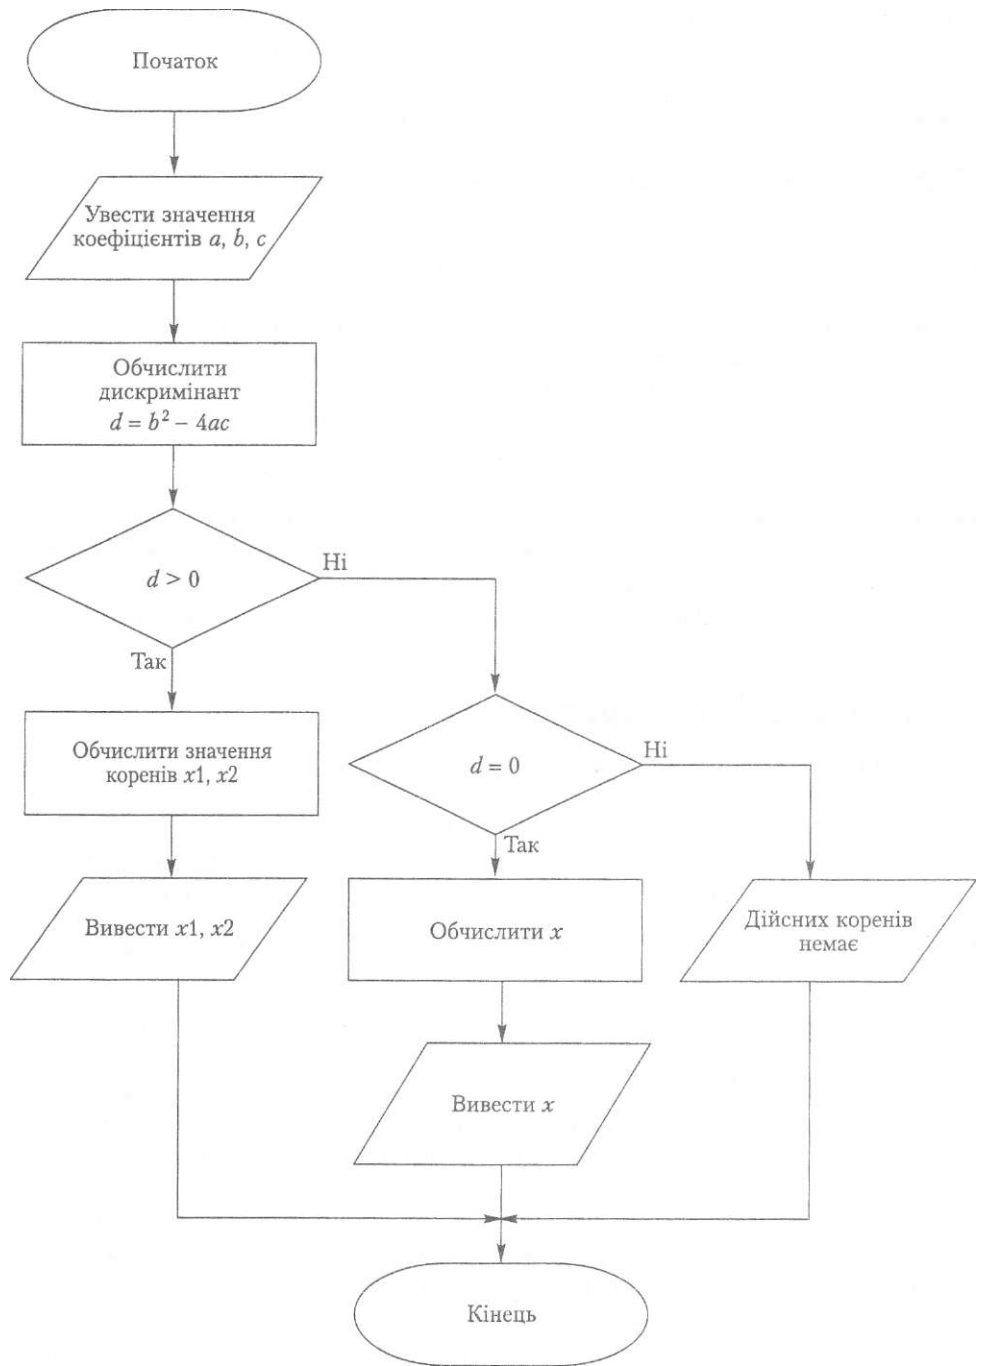 Початок
Увести значення
коефіцієнтів a, b, c
Обчислити
дискримінант
d = b² − 4ac
d > 0
Ні
Так
Обчислити значення
коренів x1, x2
d = 0
Ні
Так
Вивести x1, x2
Обчислити x
Дійсних коренів
немає
Вивести x
Кінець